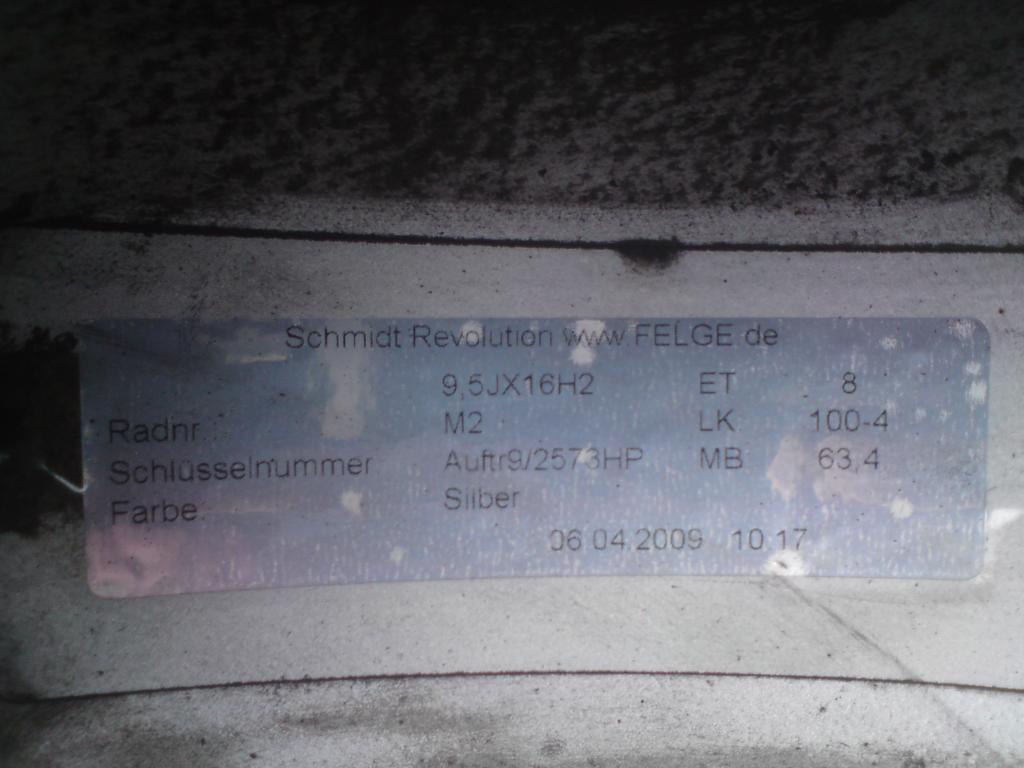 Schmidt Revolution www.FELGE.de
9,5JX16H2 ET 8
Radnr.: M2 LK 100-4
Schlüsselnummer Auftr9/2573HP MB 63,4
Farbe: Silber
06.04.2009 10:17